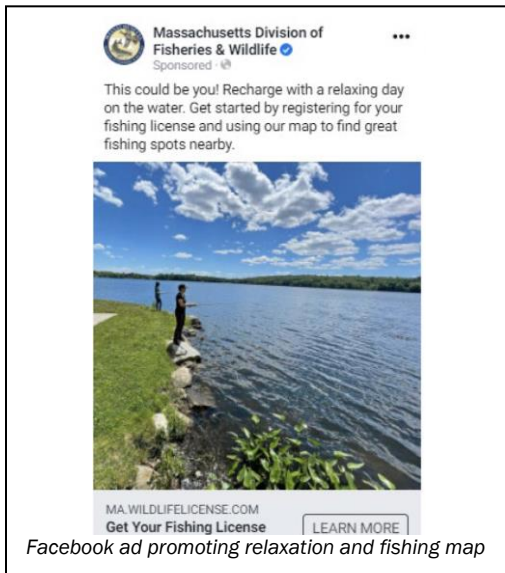 Massachusetts Division of
Fisheries & Wildlife
Sponsored ·
This could be you! Recharge with a relaxing day
on the water. Get started by registering for your
fishing license and using our map to find great
fishing spots nearby.
MA.WILDLIFELICENSE.COM
Get Your Fishing License
LEARN MORE
Facebook ad promoting relaxation and fishing map